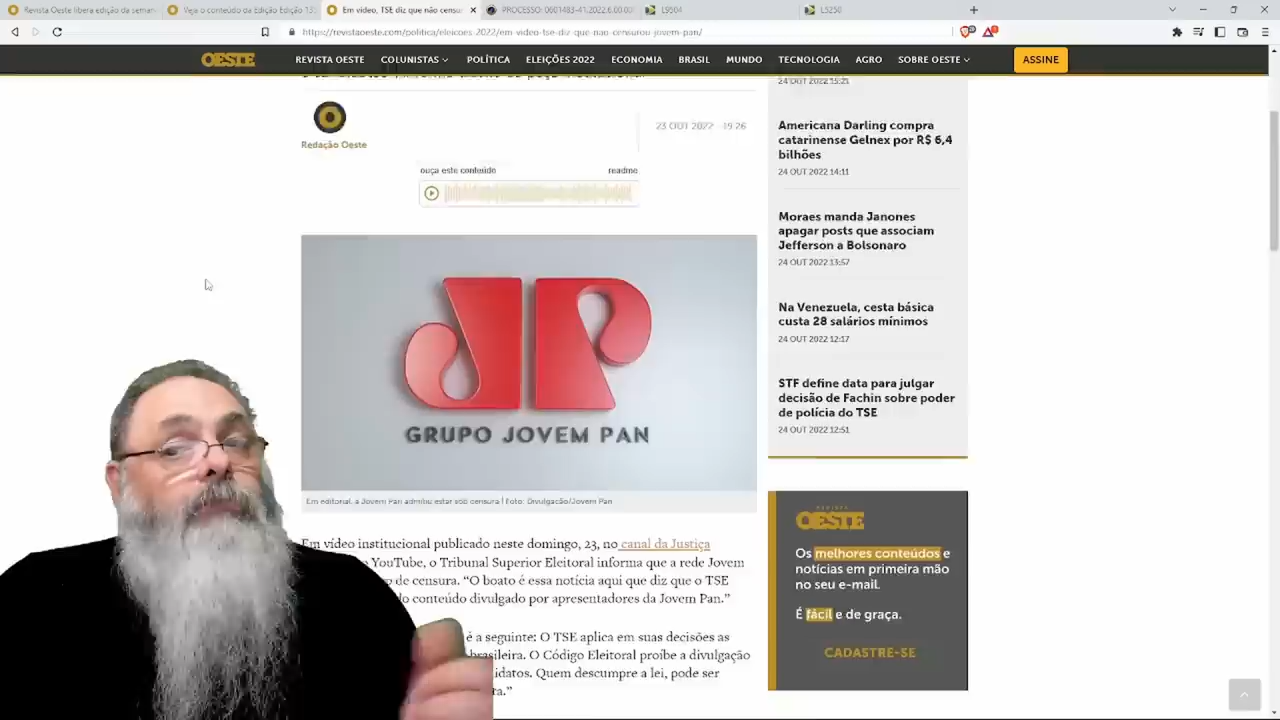 Revista Oeste libera edição da semana
Veja o conteúdo da Edição Edição 13
Em vídeo, TSE diz que não censur
PROCESSO: 0601483-41.2022.6.00.00
L9504
L5250
https://revistaoeste.com/politica/eleicoes-2022/em-video-tse-diz-que-nao-censurou-jovem-pan/
OESTE
REVISTA OESTE
COLUNISTAS
POLÍTICA
ELEIÇÕES 2022
ECONOMIA
BRASIL
MUNDO
TECNOLOGIA
AGRO
SOBRE OESTE
ASSINE
Redação Oeste
23 OUT 2022 - 19:26
ouça este conteúdo
readme
JP
GRUPO JOVEM PAN
Em editorial, a Jovem Pan admitiu estar sob censura | Foto: Divulgação/Jovem Pan
Em vídeo institucional publicado neste domingo, 23, no canal da Justiça
YouTube, o Tribunal Superior Eleitoral informa que a rede Jovem
o de censura. “O boato é essa notícia aqui que diz que o TSE
do conteúdo divulgado por apresentadores da Jovem Pan.”
é a seguinte: O TSE aplica em suas decisões as
brasileira. O Código Eleitoral proíbe a divulgação
didatos. Quem descumpre a lei, pode ser
ta.”
24 OUT 2022 15:21
Americana Darling compra
catarinense Gelnex por R$ 6,4
bilhões
24 OUT 2022 14:11
Moraes manda Janones
apagar posts que associam
Jefferson a Bolsonaro
24 OUT 2022 13:57
Na Venezuela, cesta básica
custa 28 salários mínimos
24 OUT 2022 12:17
STF define data para julgar
decisão de Fachin sobre poder
de polícia do TSE
24 OUT 2022 12:51
REVISTA
OESTE
Os melhores conteúdos e
notícias em primeira mão
no seu e-mail.
É fácil e de graça.
CADASTRE-SE